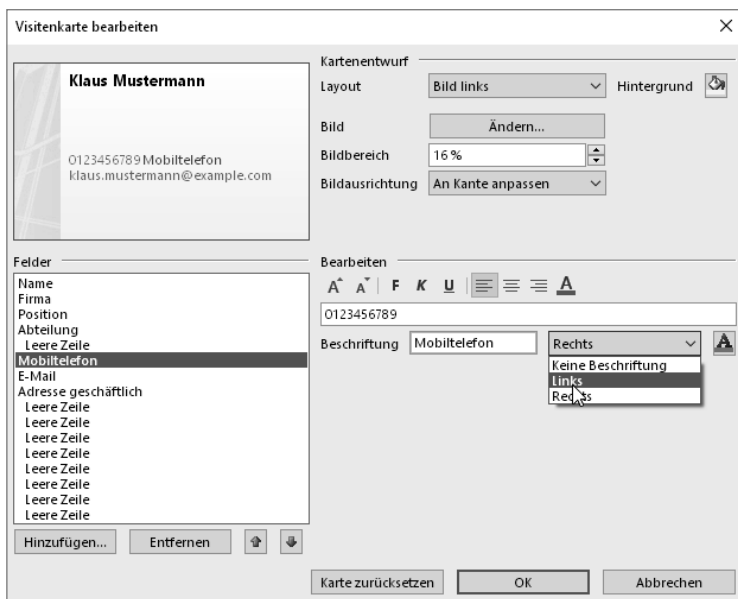 Visitenkarte bearbeiten
Klaus Mustermann
0123456789 Mobiltelefon
klaus.mustermann@example.com
Kartenentwurf
Layout Bild links Hintergrund
Bild Ändern...
Bildbereich 16 %
Bildausrichtung An Kante anpassen
Felder
Name
Firma
Position
Abteilung
Leere Zeile
Mobiltelefon
E-Mail
Adresse geschäftlich
Leere Zeile
Leere Zeile
Leere Zeile
Leere Zeile
Leere Zeile
Leere Zeile
Leere Zeile
Leere Zeile
Hinzufügen... Entfernen
Bearbeiten
A A F K U A
0123456789
Beschriftung Mobiltelefon Rechts A
Keine Beschriftung
Links
Rechts
Karte zurücksetzen OK Abbrechen